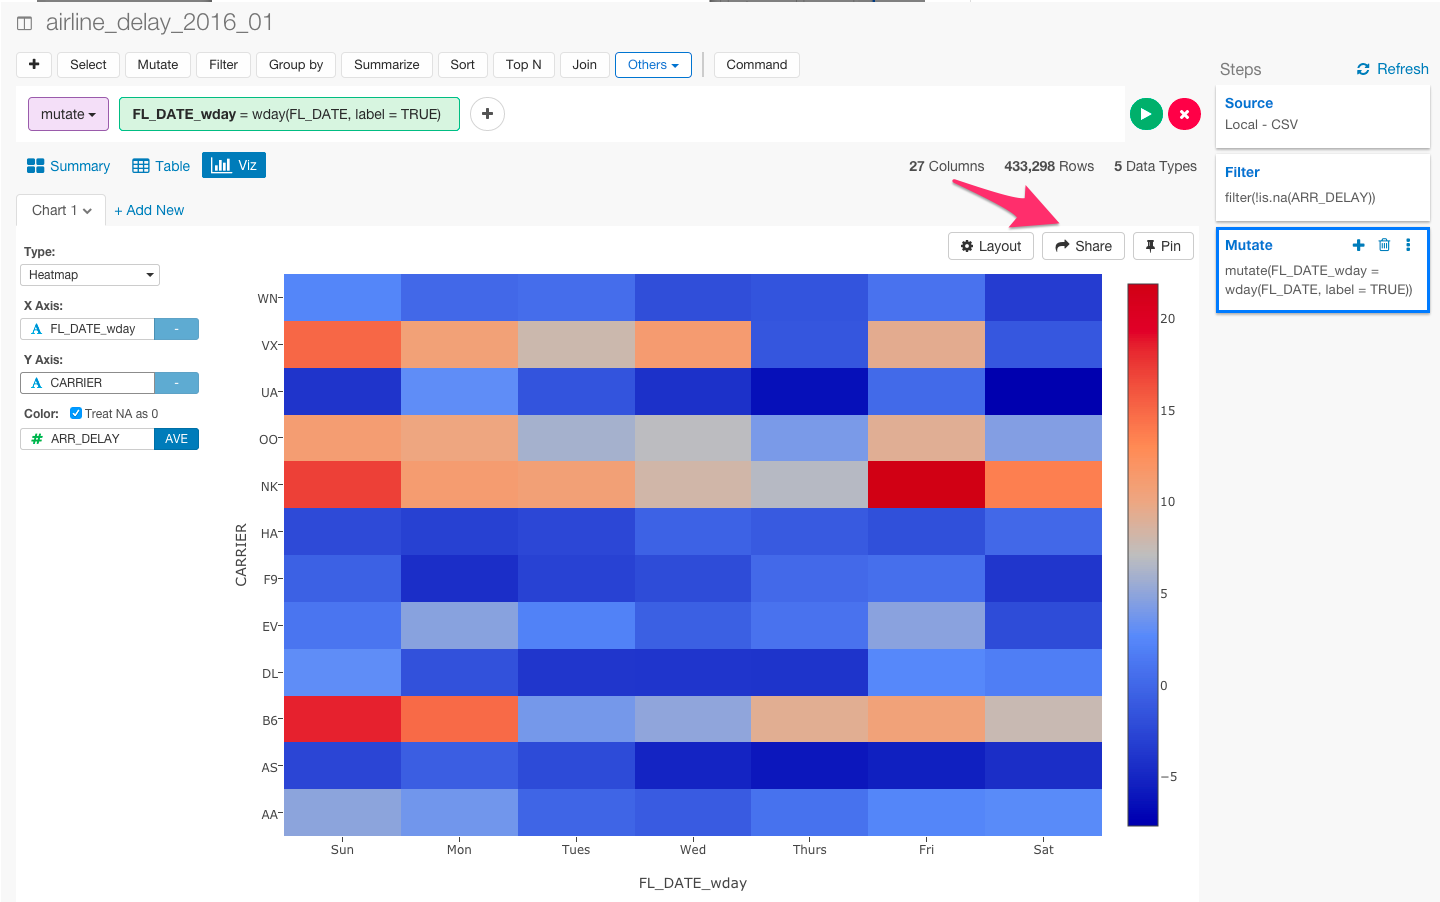 airline_delay_2016_01
+ Select Mutate Filter Group by Summarize Sort Top N Join Others Command
mutate FL_DATE_wday = wday(FL_DATE, label = TRUE) +
Summary Table Viz 27 Columns 433,298 Rows 5 Data Types
Chart 1 + Add New
Layout Share Pin
Type:
Heatmap
X Axis:
A FL_DATE_wday -
Y Axis:
A CARRIER -
Color: Treat NA as 0
# ARR_DELAY AVE
CARRIER
WN
VX
UA
OO
NK
HA
F9
EV
DL
B6
AS
AA
Sun Mon Tues Wed Thurs Fri Sat
FL_DATE_wday
20
15
10
5
0
−5
Steps Refresh
Source
Local - CSV
Filter
filter(!is.na(ARR_DELAY))
Mutate +
mutate(FL_DATE_wday =
wday(FL_DATE, label = TRUE))